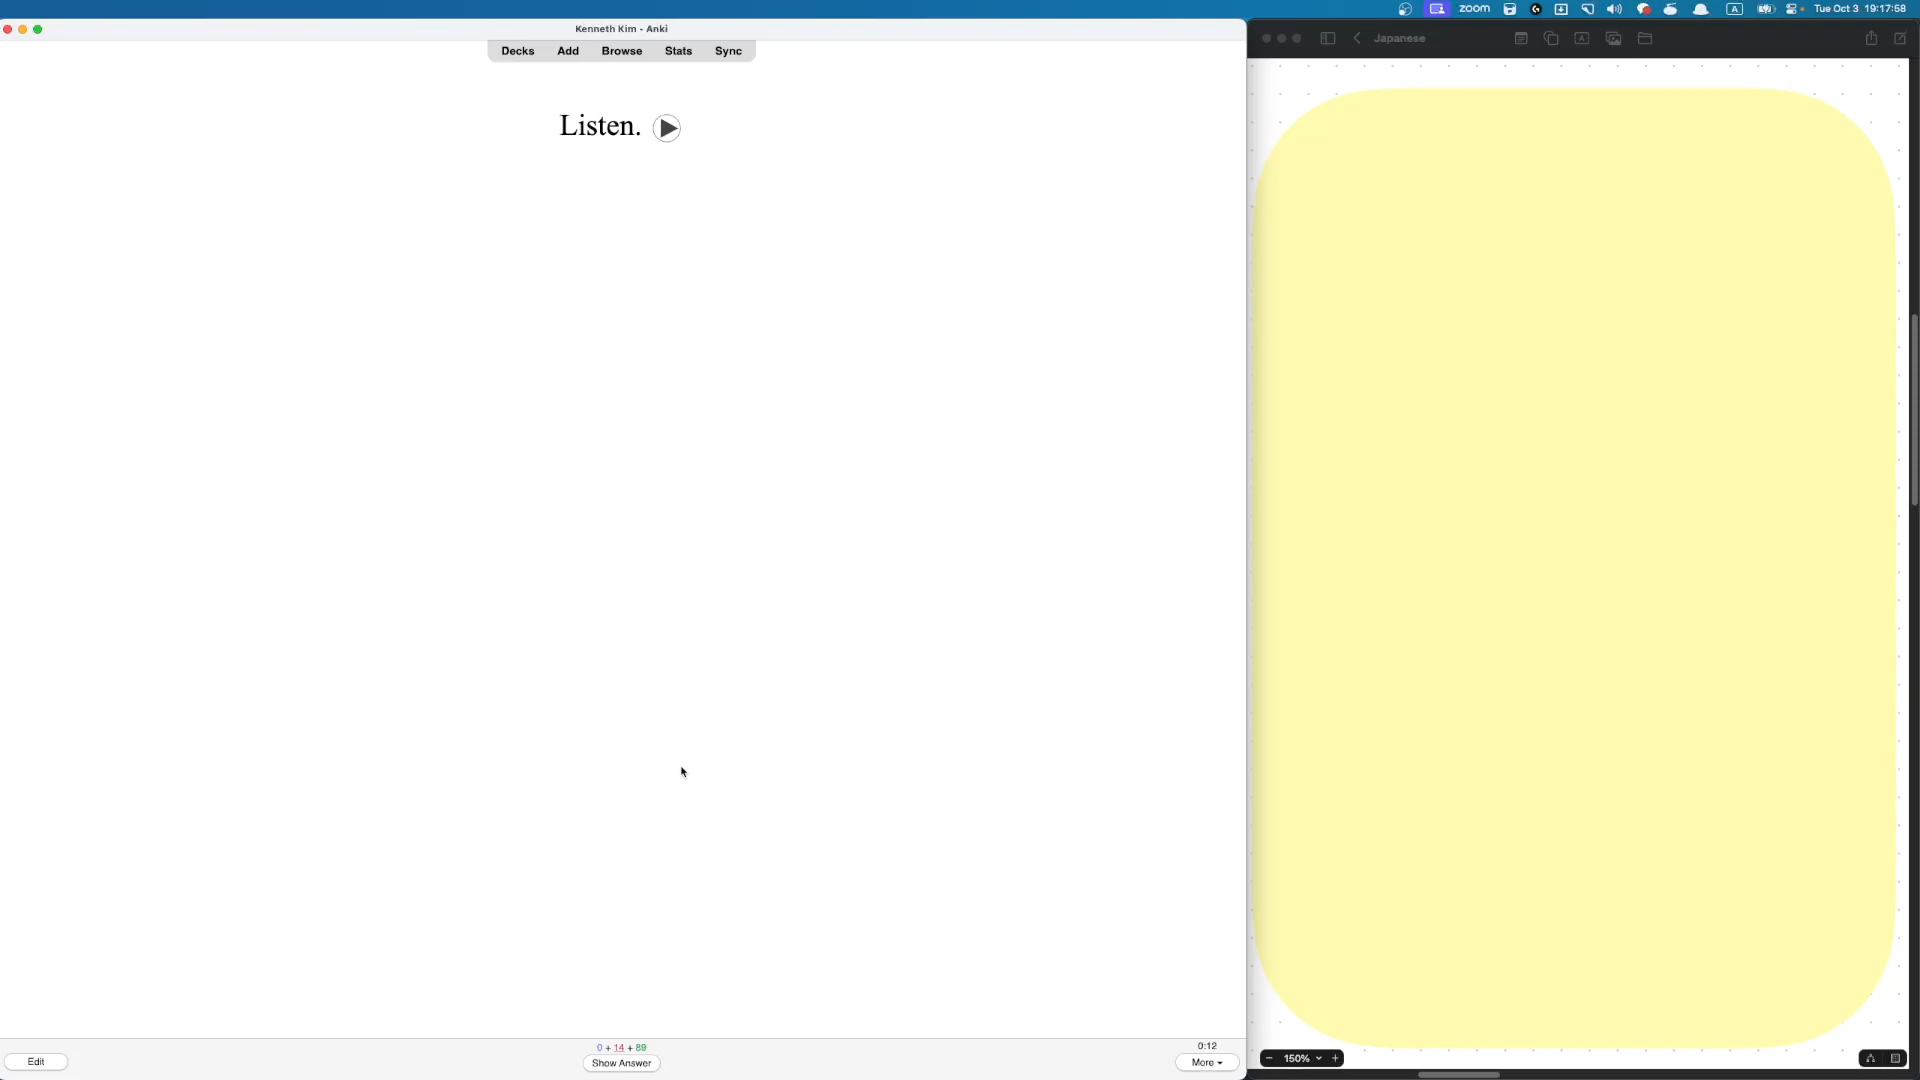 zoom
Tue Oct 3 19:17:58
Kenneth Kim - Anki
Decks Add Browse Stats Sync
Japanese
Listen.
0 + 14 + 89
0:12
Edit
Show Answer
More
150%